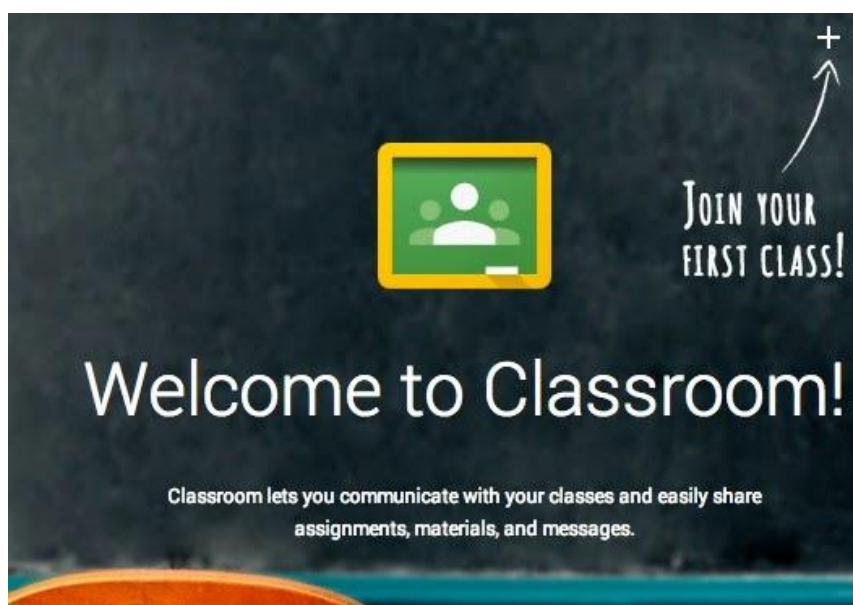 +
JOIN YOUR
FIRST CLASS!
Welcome to Classroom!
Classroom lets you communicate with your classes and easily share
assignments, materials, and messages.